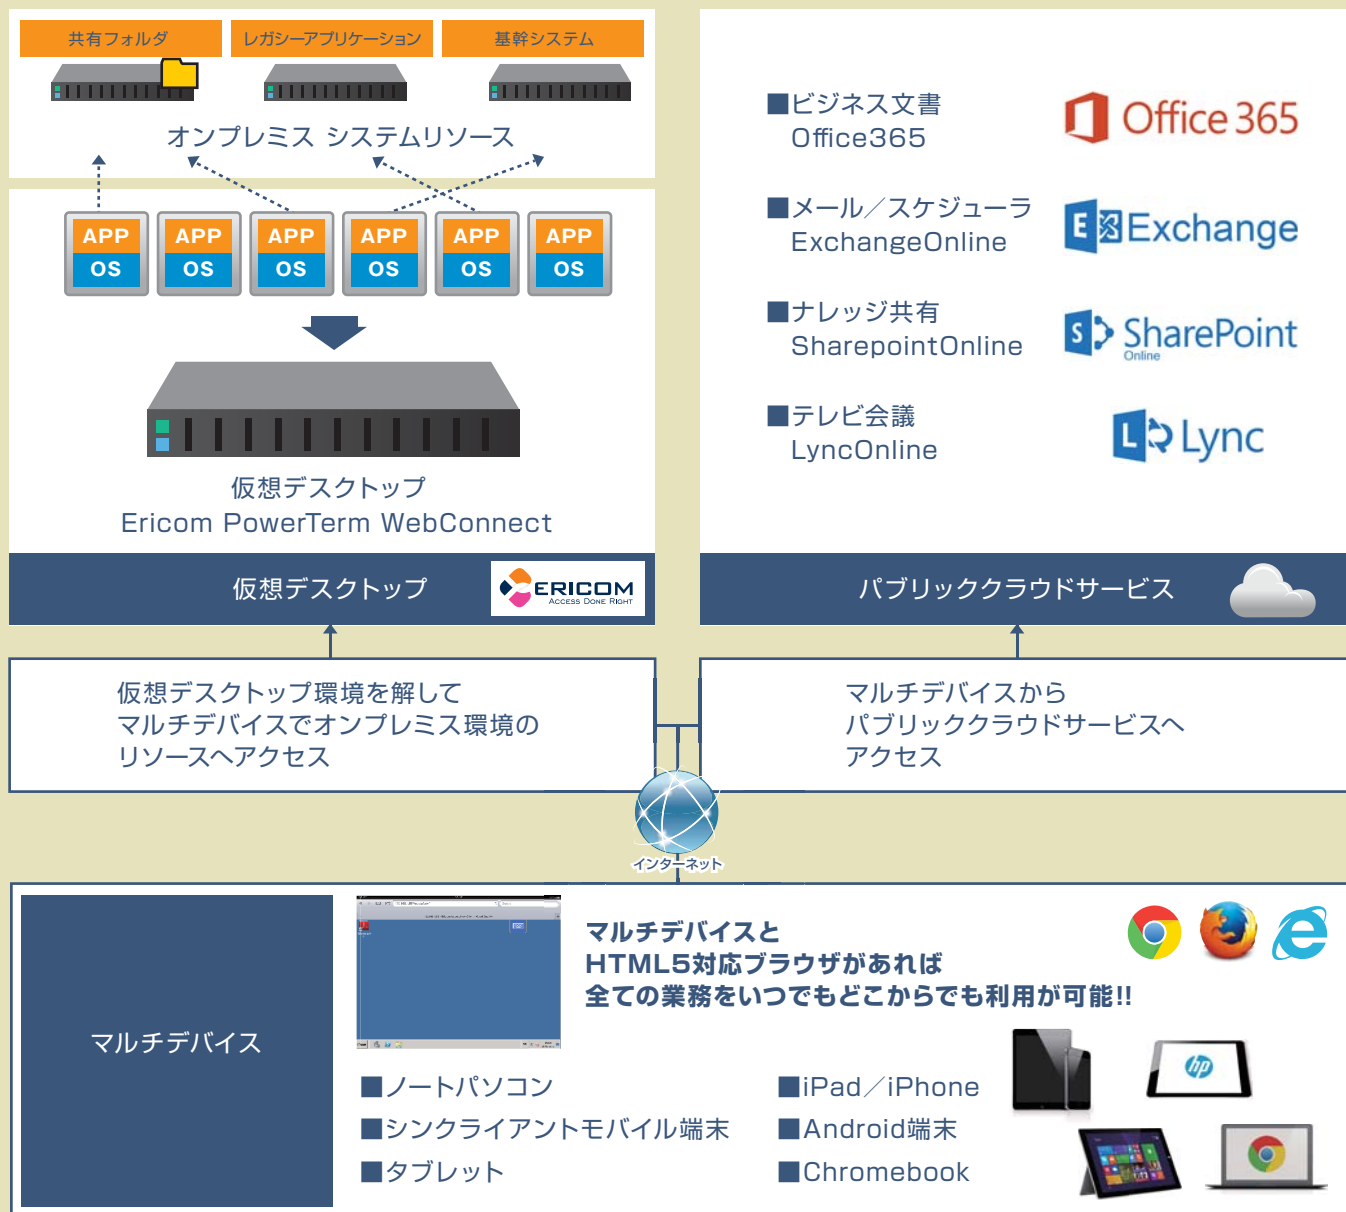 共有フォルダ
レガシーアプリケーション
基幹システム
オンプレミス システムリソース
APP APP APP APP APP APP
OS OS OS OS OS OS
仮想デスクトップ
Ericom PowerTerm WebConnect
仮想デスクトップ
ERICOM
ACCESS DONE RIGHT
■ビジネス文書
Office365
Office 365
■メール／スケジューラ
ExchangeOnline
E Exchange
■ナレッジ共有
SharepointOnline
S SharePoint
Online
■テレビ会議
LyncOnline
L Lync
パブリッククラウドサービス
仮想デスクトップ環境を解して
マルチデバイスでオンプレミス環境の
リソースへアクセス
マルチデバイスから
パブリッククラウドサービスへ
アクセス
インターネット
マルチデバイス
マルチデバイスと
HTML5対応ブラウザがあれば
全ての業務をいつでもどこからでも利用が可能!!
■ノートパソコン
■シンクライアントモバイル端末
■タブレット
■iPad／iPhone
■Android端末
■Chromebook
hp